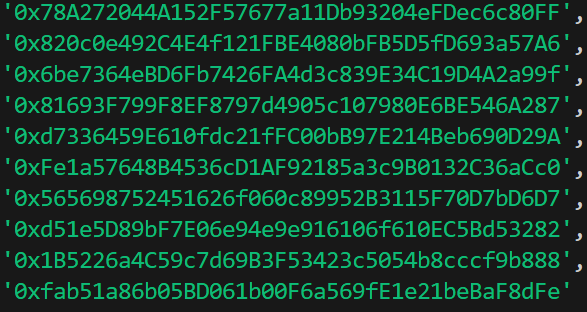 '0x78A272044A152F57677a11Db93204eFDec6c80FF',
'0x820c0e492C4E4f121FBE4080bFB5D5fD693a57A6',
'0x6be7364eBD6Fb7426FA4d3c839E34C19D4A2a99f',
'0x81693F799F8EF8797d4905c107980E6BE546A287',
'0xd7336459E610fdc21fFC00bB97E214Beb690D29A',
'0xFe1a57648B4536cD1AF92185a3c9B0132C36aCc0',
'0x565698752451626f060c89952B3115F70D7bD6D7',
'0xd51e5D89bF7E06e94e9e916106f610EC5Bd53282',
'0x1B5226a4C59c7d69B3F53423c5054b8cccf9b888',
'0xfab51a86b05BD061b00F6a569fE1e21beBaF8dFe'